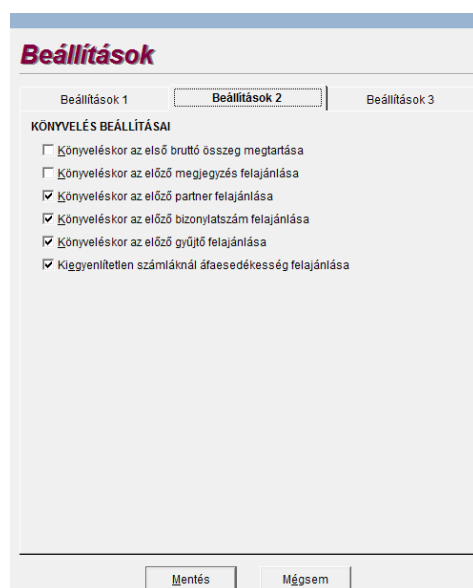 Beállítások
Beállítások 1 Beállítások 2 Beállítások 3
KÖNYVELÉS BEÁLLÍTÁSAI
Könyveléskor az első bruttó összeg megtartása
Könyveléskor az előző megjegyzés felajánlása
Könyveléskor az előző partner felajánlása
Könyveléskor az előző bizonylatszám felajánlása
Könyveléskor az előző gyűjtő felajánlása
Kiegyenlítetlen számláknál áfaesedékesség felajánlása
Mentés Mégsem